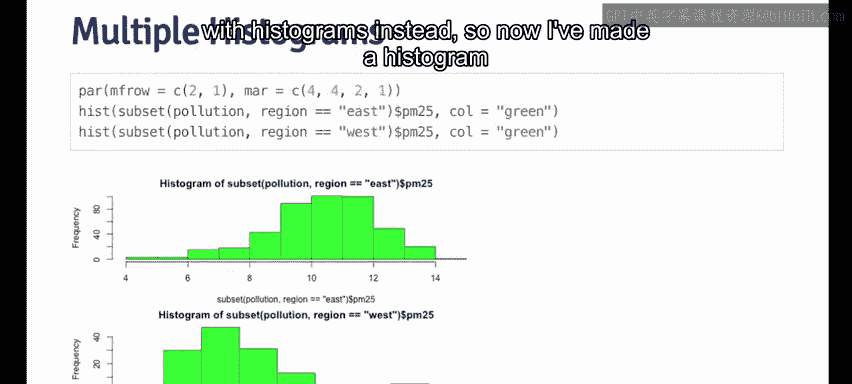 Multiple Histograms
with histograms instead, so now I've made
a histogram
par(mfrow = c(2, 1), mar = c(4, 4, 2, 1))
hist(subset(pollution, region == "east")$pm25, col = "green")
hist(subset(pollution, region == "west")$pm25, col = "green")
Histogram of subset(pollution, region == "east")$pm25
Frequency
0 40 80
4 6 8 10 12 14
subset(pollution, region == "east")$pm25
Histogram of subset(pollution, region == "west")$pm25
Frequency
20 40